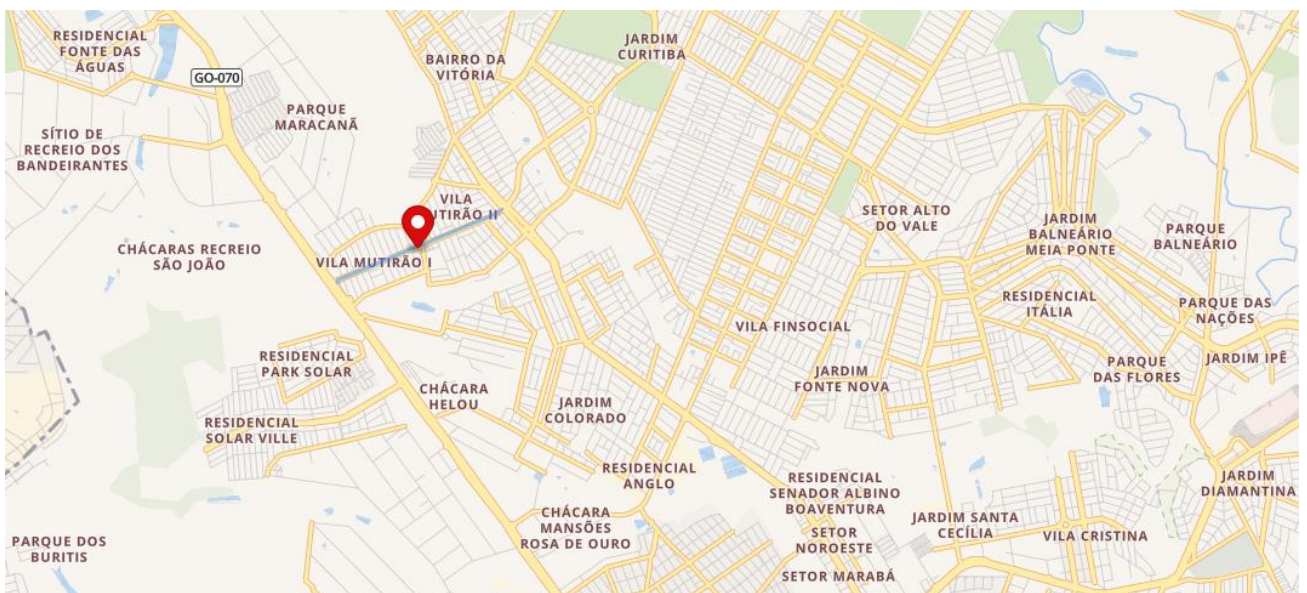 RESIDENCIAL
FONTE DAS
ÁGUAS
BAIRRO DA
VITÓRIA
JARDIM
CURITIBA
GO-070
PARQUE
MARACANÃ
SÍTIO DE
RECREIO DOS
BANDEIRANTES
VILA
MUTIRÃO II
SETOR ALTO
DO VALE
JARDIM
BALNEÁRIO
MEIA PONTE
PARQUE
BALNEÁRIO
CHÁCARAS RECREIO
SÃO JOÃO
VILA MUTIRÃO I
RESIDENCIAL
ITÁLIA
PARQUE DAS
NAÇÕES
VILA FINSOCIAL
RESIDENCIAL
PARK SOLAR
JARDIM IPÊ
PARQUE
DAS FLORES
JARDIM
FONTE NOVA
CHÁCARA
HELOU
JARDIM
COLORADO
RESIDENCIAL
SOLAR VILLE
RESIDENCIAL
ANGLO
RESIDENCIAL
SENADOR ALBINO
BOAVENTURA
JARDIM
DIAMANTINA
CHÁCARA
MANSÕES
ROSA DE OURO
JARDIM SANTA
CECÍLIA
VILA CRISTINA
SETOR
NOROESTE
PARQUE DOS
BURITIS
SETOR MARABÁ